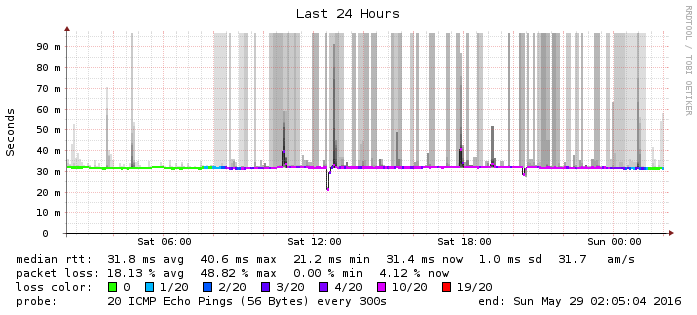 Last 24 Hours
RRDTOOL / TOBI OETIKER
Seconds
90 m
80 m
70 m
60 m
50 m
40 m
30 m
20 m
10 m
0
Sat 06:00 Sat 12:00 Sat 18:00 Sun 00:00
median rtt: 31.8 ms avg 40.6 ms max 21.2 ms min 31.4 ms now 1.0 ms sd 31.7 am/s
packet loss: 18.13 % avg 48.82 % max 0.00 % min 4.12 % now
loss color: 0 1/20 2/20 3/20 4/20 10/20 19/20
probe: 20 ICMP Echo Pings (56 Bytes) every 300s end: Sun May 29 02:05:04 2016